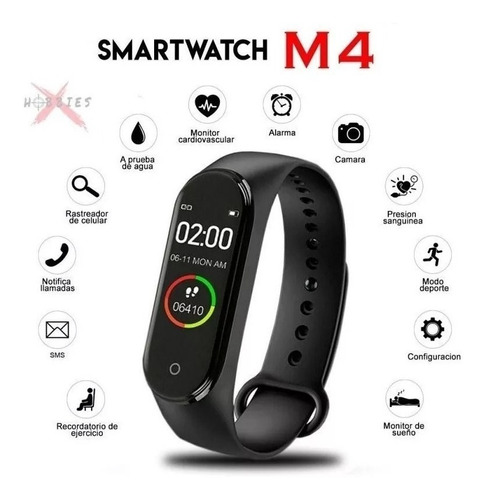 SMARTWATCH M4
HOBBIES
Monitor
cardiovascular
Alarma
A prueba
de agua
Camara
Rastreador
de celular
Presion
sanguinea
02:00
06-11 MON AM
06410
Notifica
llamadas
Modo
deporte
SMS
Configuracion
Recordatorio de
ejercicio
Monitor de
sueño